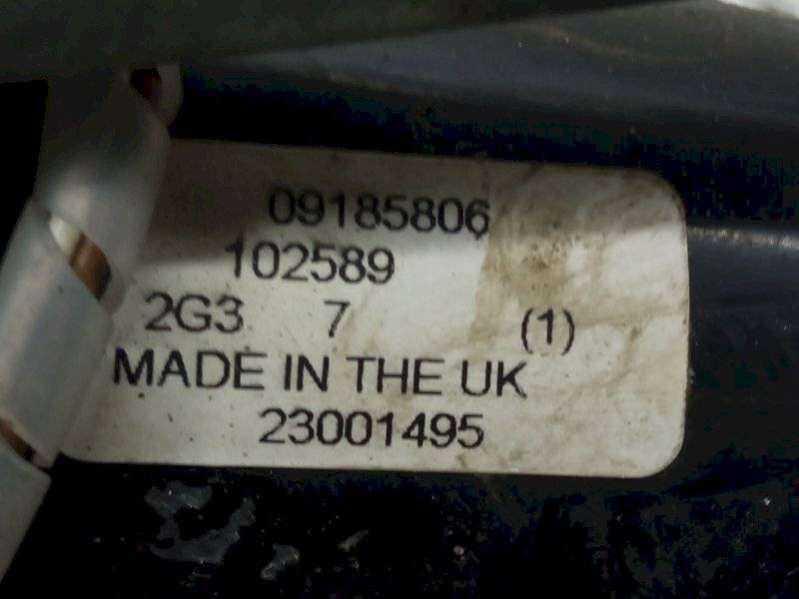 09185806
102589
2G3 7 (1)
MADE IN THE UK
23001495